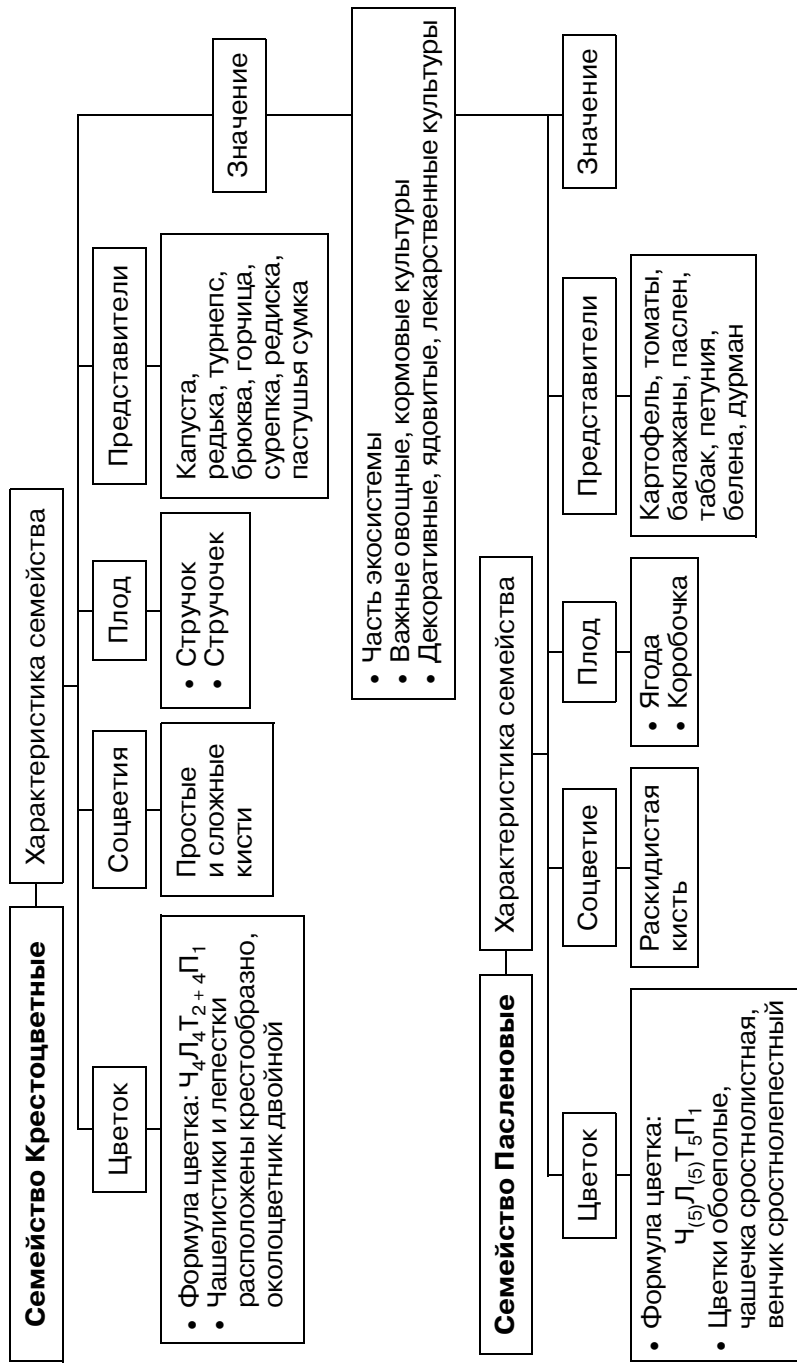 Семейство Крестоцветные
Характеристика семейства
Цветок
Соцветия
Плод
Представители
Значение
• Формула цветка: Ч₄Л₄Т₂₊₄П₁
• Чашелистики и лепестки
расположены крестообразно,
околоцветник двойной
Простые
и сложные
кисти
• Стручок
• Стручочек
Капуста,
редька, турнепс,
брюква, горчица,
сурепка, редиска,
пастушья сумка
• Часть экосистемы
• Важные овощные, кормовые культуры
• Декоративные, ядовитые, лекарственные культуры
Семейство Пасленовые
Характеристика семейства
Цветок
Соцветие
Плод
Представители
Значение
• Формула цветка:
Ч₍₅₎Л₍₅₎Т₅П₁
• Цветки обоеполые,
чашечка сростнолистная,
венчик сростнолепестный
Раскидистая
кисть
• Ягода
• Коробочка
Картофель, томаты,
баклажаны, паслен,
табак, петуния,
белена, дурман